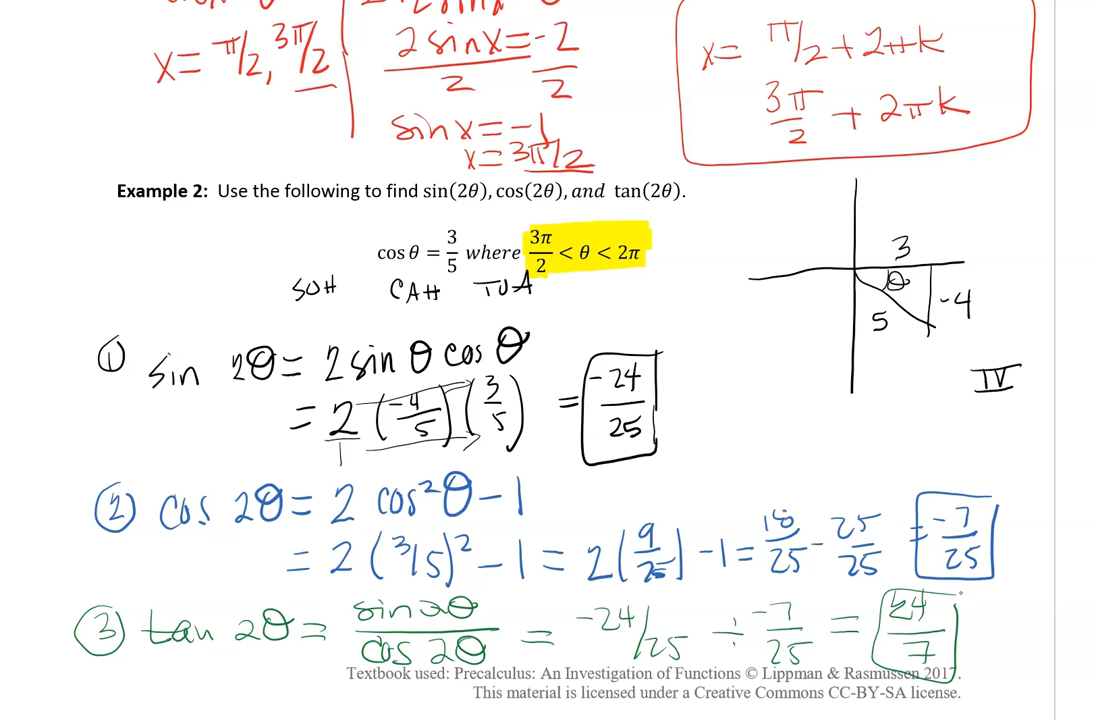 x = π/2, 3π/2
2 sin x = -2
2 2
sin x = -1
x = 3π/2
x = π/2 + 2πk
3π/2 + 2πk
Example 2: Use the following to find sin(2θ), cos(2θ), and tan(2θ).
cos θ = 3/5 where 3π/2 < θ < 2π
SOH CAH TOA
3
θ
5
-4
IV
① sin 2θ = 2 sin θ cos θ
= 2/1 (-4/5)(3/5) = -24/25
② cos 2θ = 2 cos²θ - 1
= 2 (3/5)² - 1 = 2(9/25) - 1 = 18/25 - 25/25 = -7/25
③ tan 2θ = sin 2θ / cos 2θ = -24/25 ÷ -7/25 = 24/7
Textbook used: Precalculus: An Investigation of Functions © Lippman & Rasmussen 2017.
This material is licensed under a Creative Commons CC-BY-SA license.